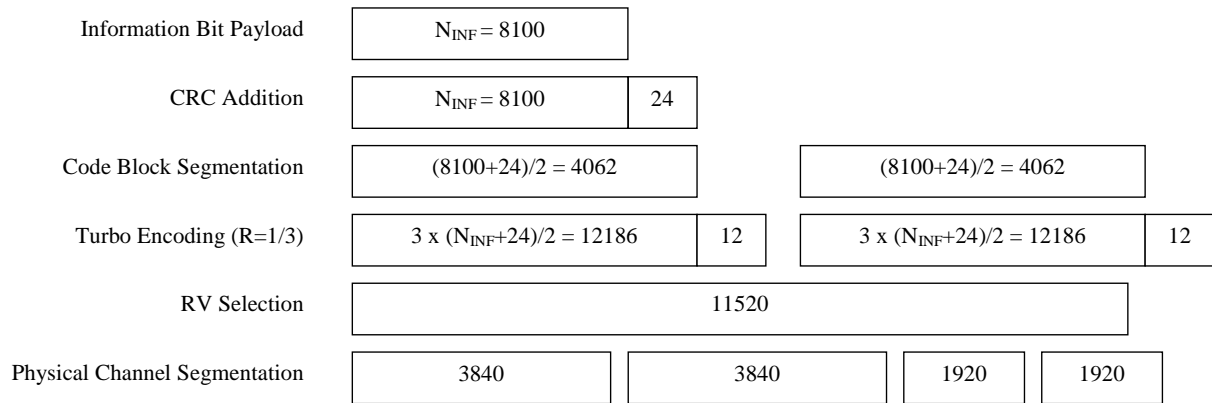 Information Bit Payload N_INF = 8100
CRC Addition N_INF = 8100 24
Code Block Segmentation (8100+24)/2 = 4062 (8100+24)/2 = 4062
Turbo Encoding (R=1/3) 3 x (N_INF+24)/2 = 12186 12 3 x (N_INF+24)/2 = 12186 12
RV Selection 11520
Physical Channel Segmentation 3840 3840 1920 1920